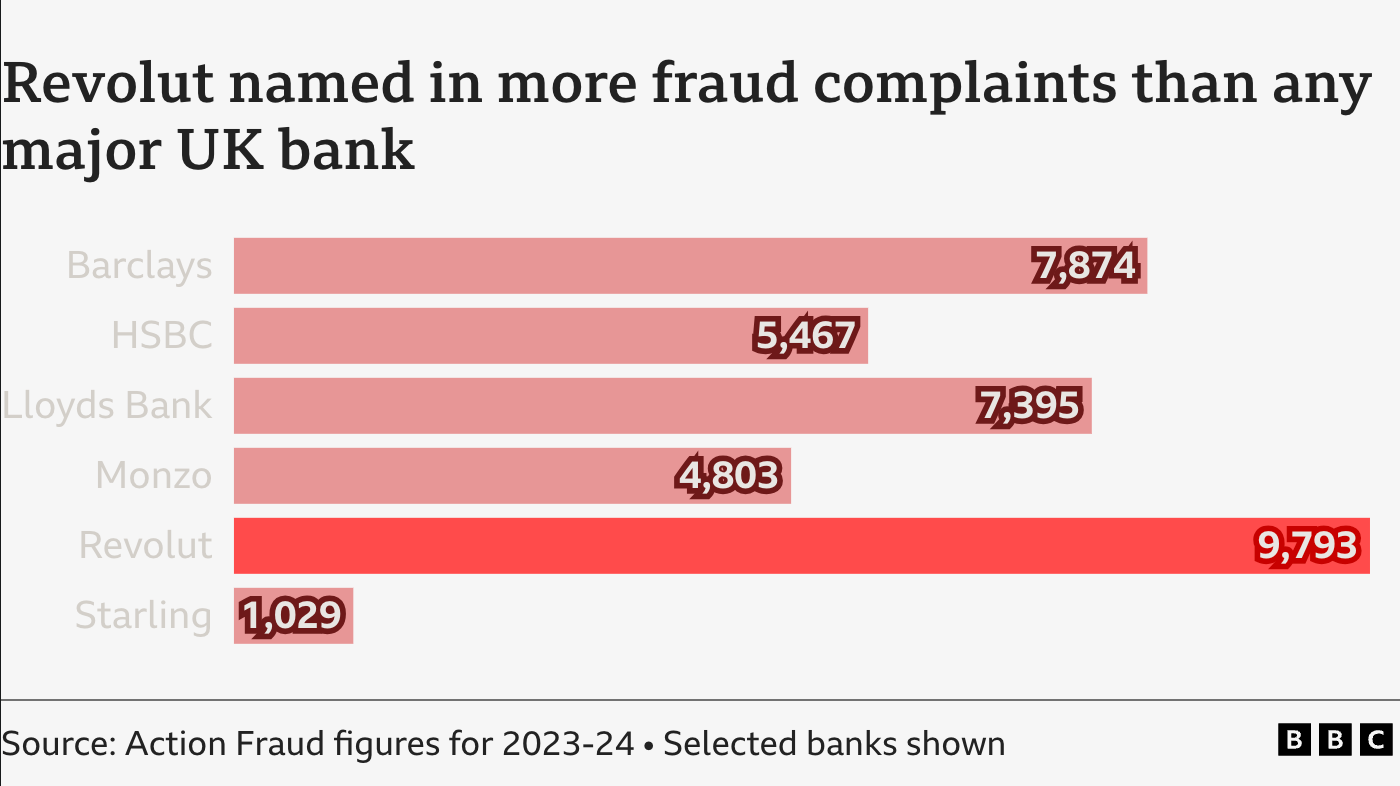 Revolut named in more fraud complaints than any
major UK bank
Barclays 7,874
HSBC 5,467
Lloyds Bank 7,395
Monzo 4,803
Revolut 9,793
Starling 1,029
Source: Action Fraud figures for 2023-24 • Selected banks shown
BBC